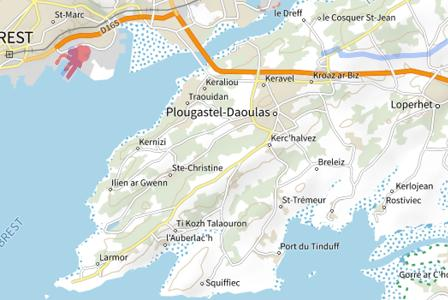 le Dreff
le Cosquer St-Jean
St-Marc
D165
REST
Keraliou
Keravel
Kroaz ar Biz
Traouidan
Loperhet
Plougastel-Daoulas
Kernizi
Kerc'halvez
Ste-Christine
Breleiz
Ilien ar Gwenn
Kerlojean
St-Trémeur
Rostiviec
BREST
Ti Kozh Talaouron
l'Auberlac'h
Port du Tinduff
Larmor
Squiffiec
Gorré ar C'ho